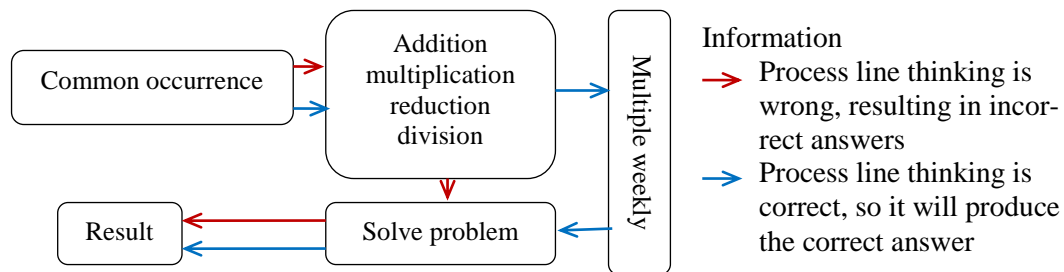 Common occurrence
Addition
multiplication
reduction
division
Multiple weekly
Result
Solve problem
Information
Process line thinking is
wrong, resulting in incor-
rect answers
Process line thinking is
correct, so it will produce
the correct answer